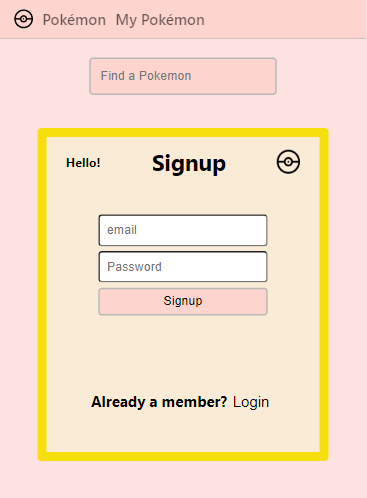 Pokémon My Pokémon
Find a Pokemon
Hello! Signup
email
Password
Signup
Already a member? Login